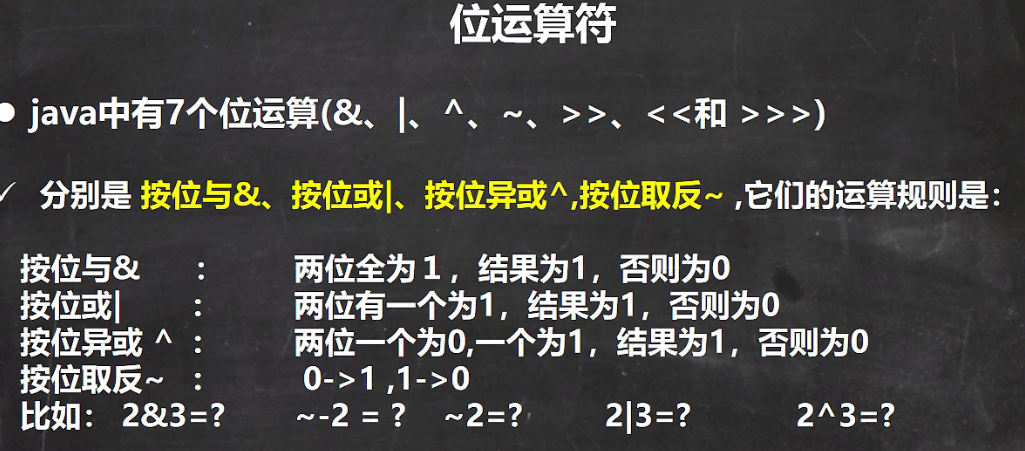 位运算符
● java中有7个位运算(&、|、^、~、>>、<<和 >>>)
✓ 分别是 按位与&、按位或|、按位异或^,按位取反~ ,它们的运算规则是：
按位与& ： 两位全为１，结果为1，否则为0
按位或| ： 两位有一个为1，结果为1，否则为0
按位异或 ^ ： 两位一个为0,一个为1，结果为1，否则为0
按位取反~ ： 0->1 ,1->0
比如： 2&3=? ~-2 = ? ~2=? 2|3=? 2^3=?